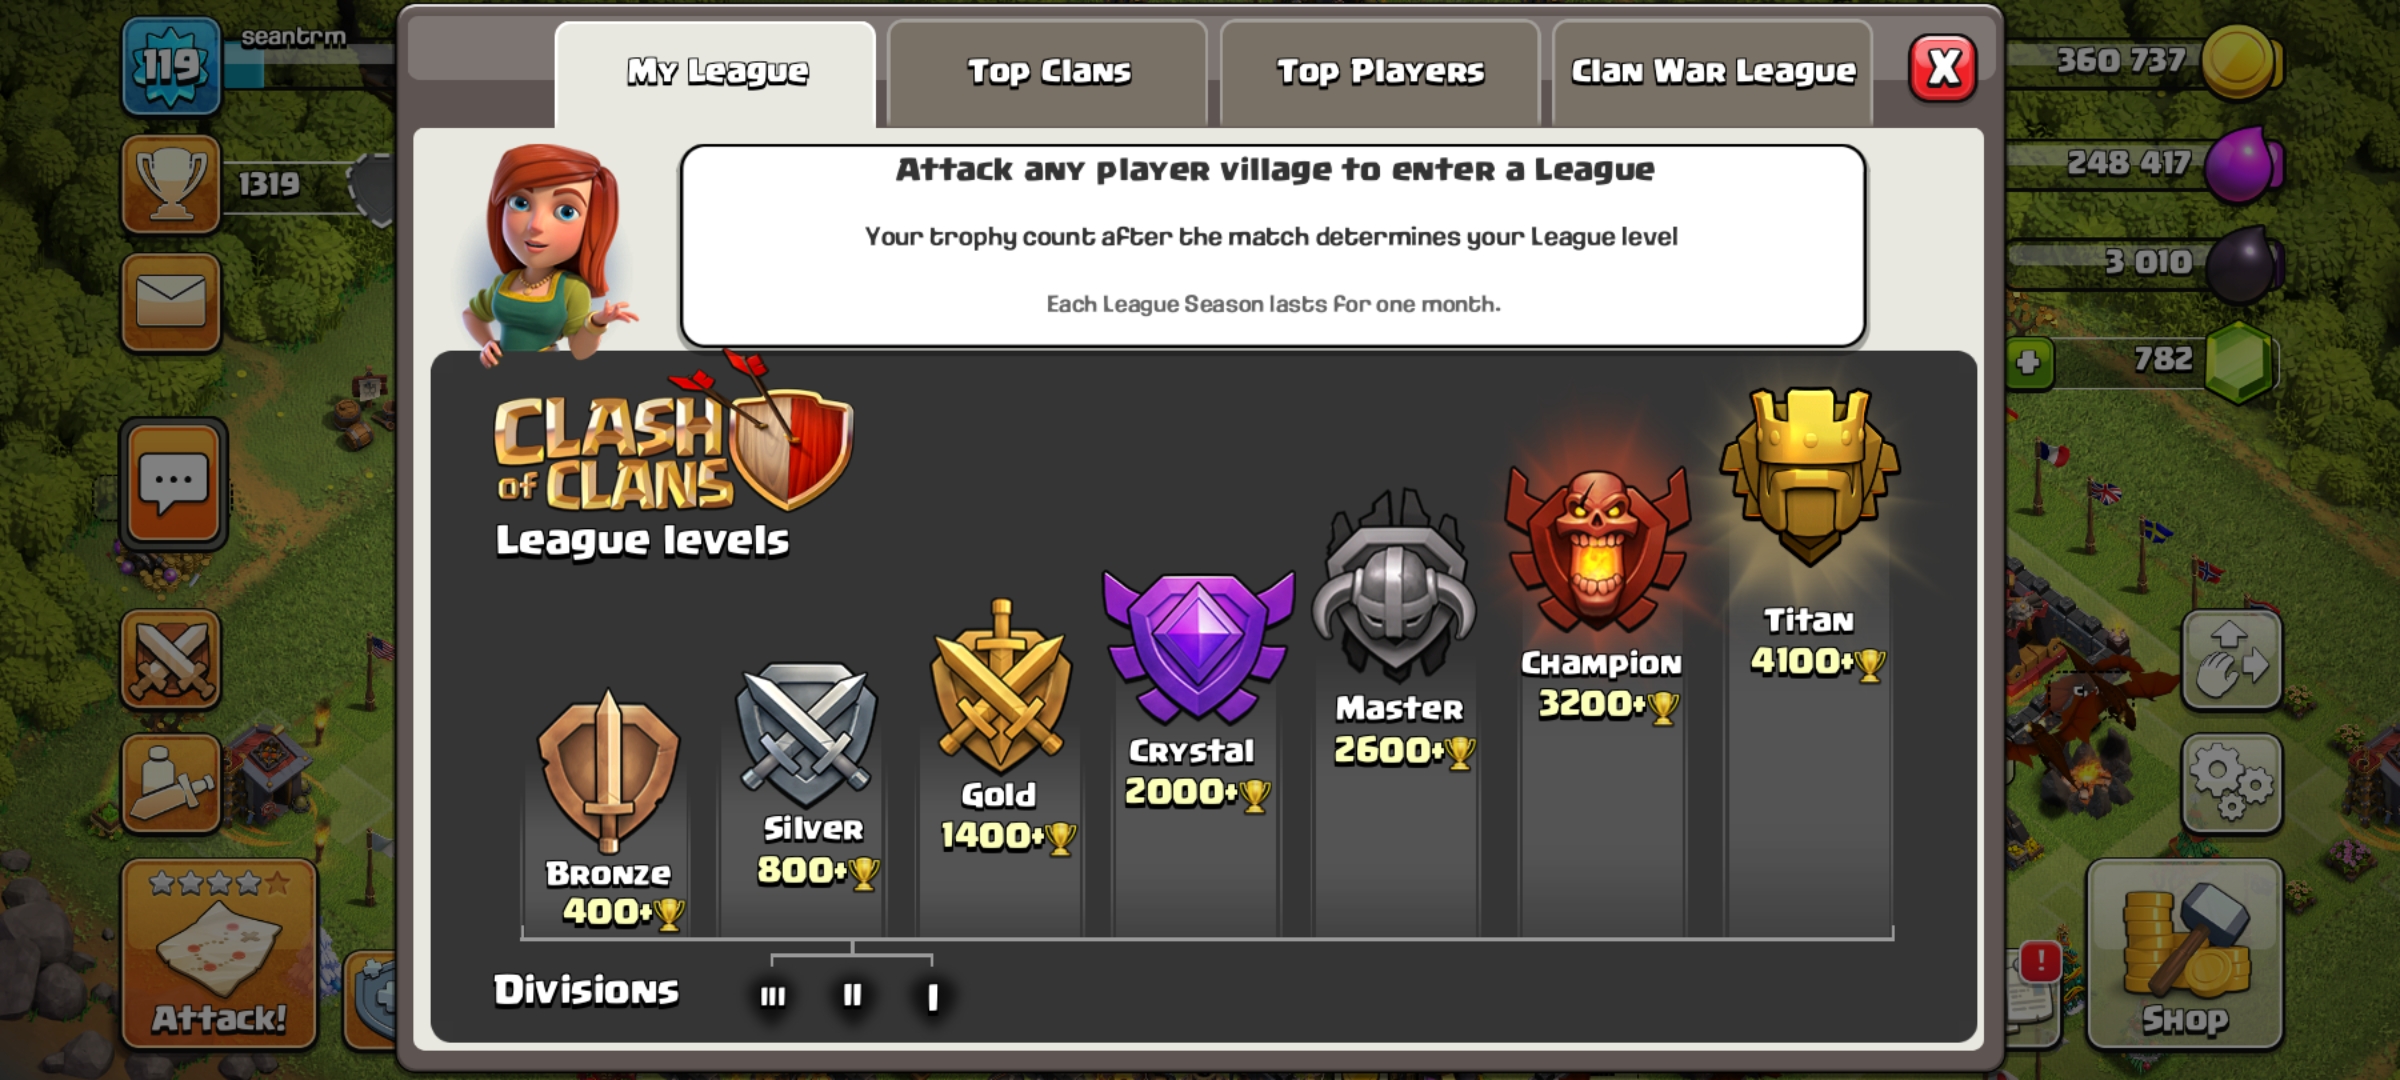 119
seantrm
1319
My League
Top Clans
Top Players
Clan War League
X
360 737
248 417
3 010
782
Attack any player village to enter a League
Your trophy count after the match determines your League level
Each League Season lasts for one month.
CLASH
of CLANS
League levels
Bronze
400+
Silver
800+
Gold
1400+
Crystal
2000+
Master
2600+
Champion
3200+
Titan
4100+
Divisions
III
II
I
Attack!
!
Shop